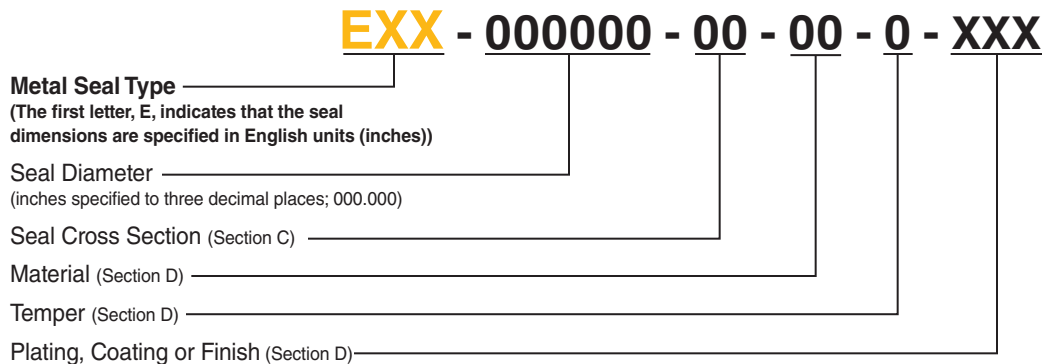 EXX - 000000 - 00 - 00 - 0 - XXX
Metal Seal Type
(The first letter, E, indicates that the seal
dimensions are specified in English units (inches))
Seal Diameter
(inches specified to three decimal places; 000.000)
Seal Cross Section (Section C)
Material (Section D)
Temper (Section D)
Plating, Coating or Finish (Section D)